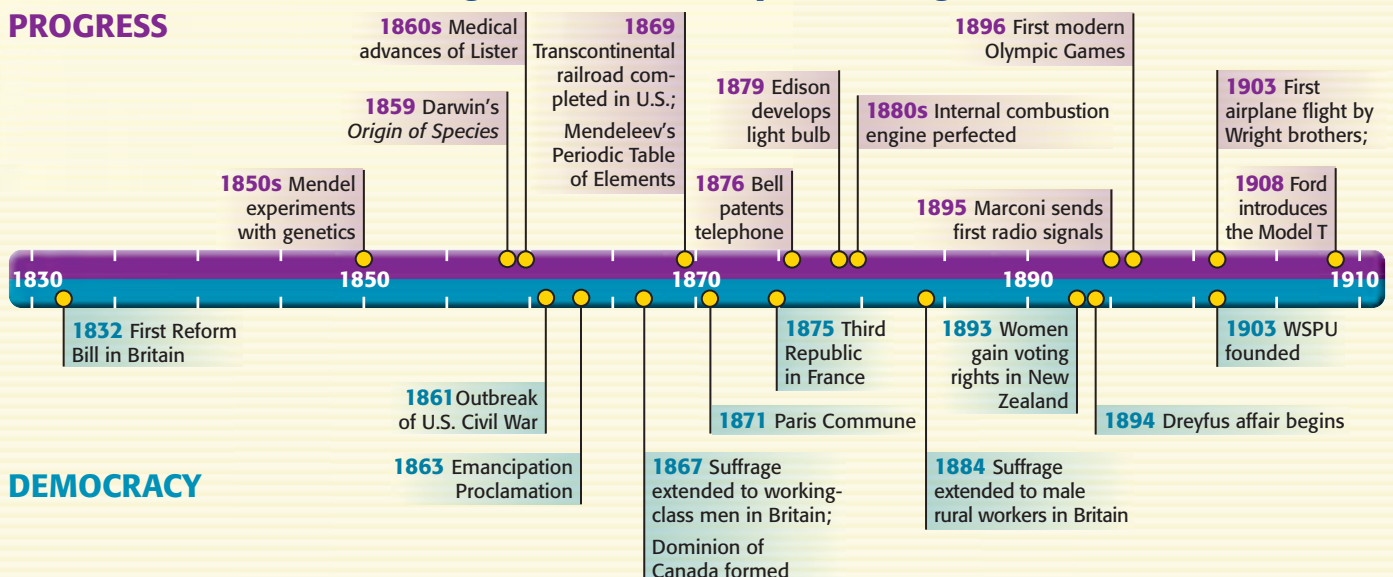 PROGRESS
1860s Medical
advances of Lister
1859 Darwin's
Origin of Species
1850s Mendel
experiments
with genetics
1869
Transcontinental
railroad com-
pleted in U.S.;
Mendeleev's
Periodic Table
of Elements
1876 Bell
patents
telephone
1879 Edison
develops
light bulb
1880s Internal combustion
engine perfected
1895 Marconi sends
first radio signals
1896 First modern
Olympic Games
1903 First
airplane flight by
Wright brothers;
1908 Ford
introduces
the Model T
1830 1850 1870 1890 1910
1832 First Reform
Bill in Britain
1861 Outbreak
of U.S. Civil War
1863 Emancipation
Proclamation
1867 Suffrage
extended to working-
class men in Britain;
Dominion of
Canada formed
1871 Paris Commune
1875 Third
Republic
in France
1884 Suffrage
extended to male
rural workers in Britain
1893 Women
gain voting
rights in New
Zealand
1894 Dreyfus affair begins
1903 WSPU
founded
DEMOCRACY